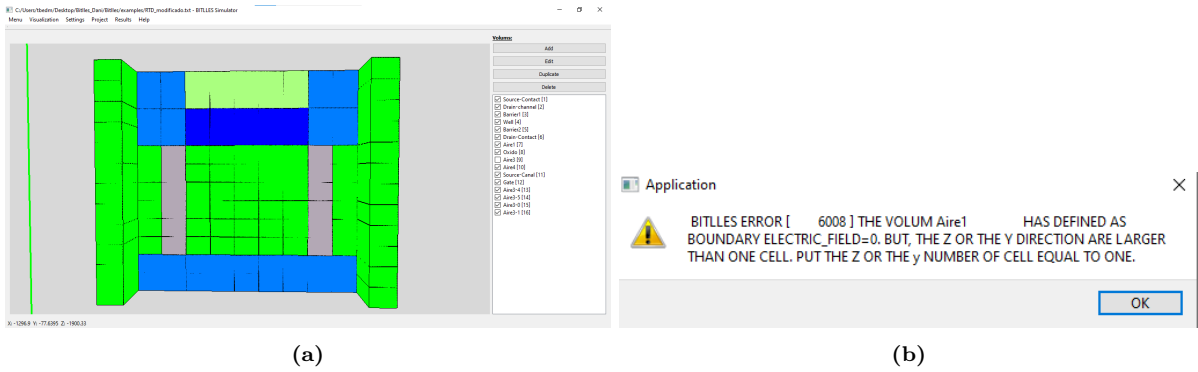 C:/Users/tbedm/Desktop/Bitlles_Dani/Bitlles/examples/RTD_modificado.txt - BITLLES Simulator
Menu Visualization Settings Project Results Help
Volums:
Add
Edit
Duplicate
Delete
Source-Contact [1]
Drain-channel [2]
Barrier1 [3]
Well [4]
Barrier2 [5]
Drain-Contact [6]
Aire1 [7]
Oxido [8]
Aire3 [9]
Aire4 [10]
Source-Canal [11]
Gate [12]
Aire3-4 [13]
Aire3-5 [14]
Aire3-0 [15]
Aire3-1 [16]
X: -1296.9 Y: -77.6395 Z: -1900.33
(a)
Application
BITLLES ERROR [ 6008 ] THE VOLUM Aire1 HAS DEFINED AS
BOUNDARY ELECTRIC_FIELD=0. BUT, THE Z OR THE Y DIRECTION ARE LARGER
THAN ONE CELL. PUT THE Z OR THE y NUMBER OF CELL EQUAL TO ONE.
OK
(b)